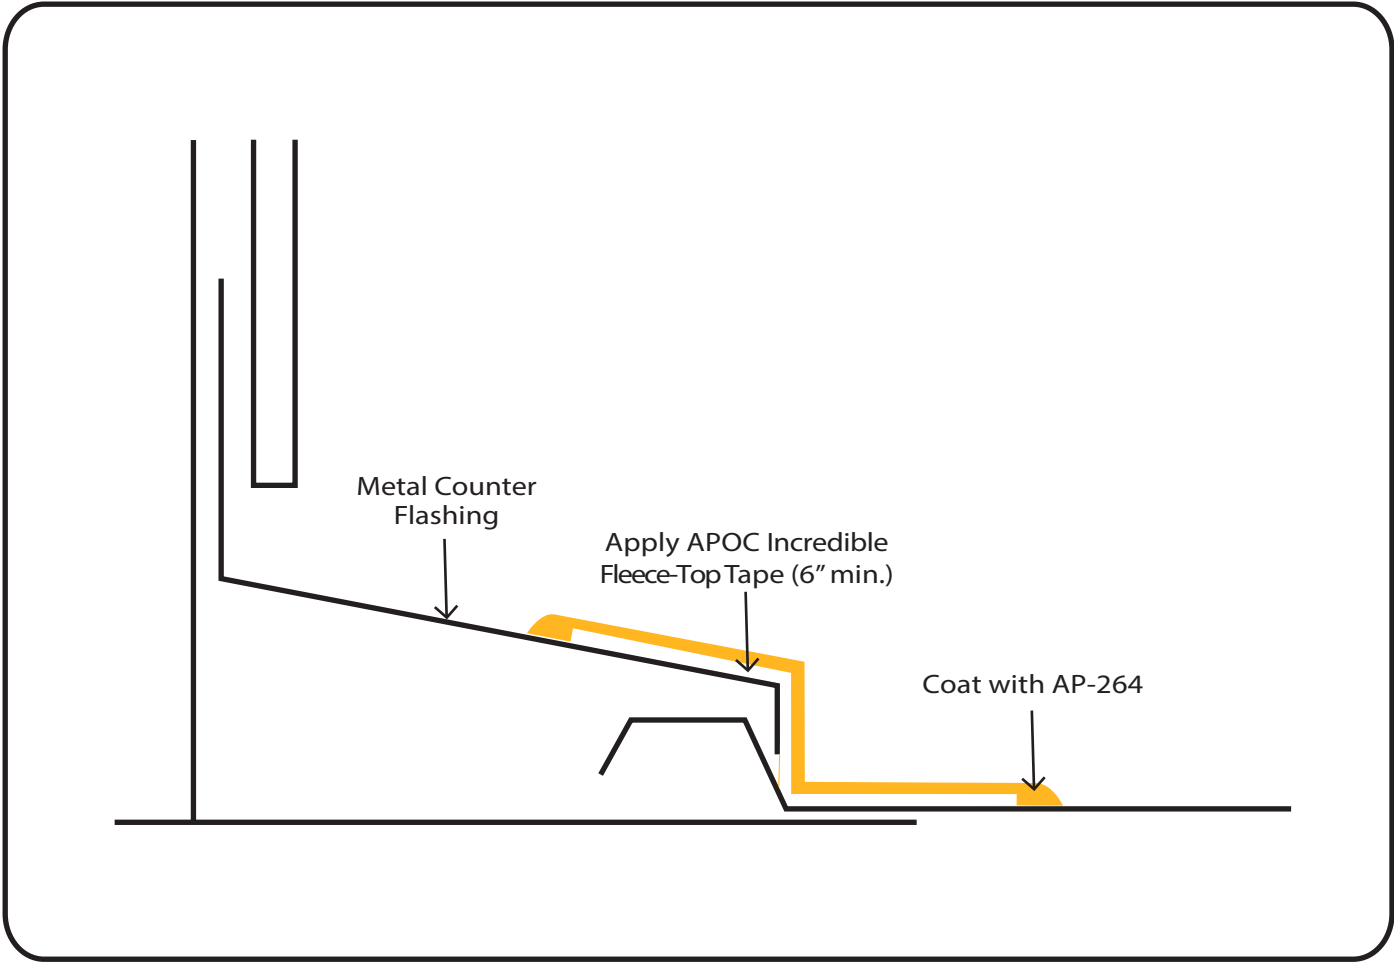 Metal Counter
Flashing
Apply APOC Incredible
Fleece-Top Tape (6” min.)
Coat with AP-264